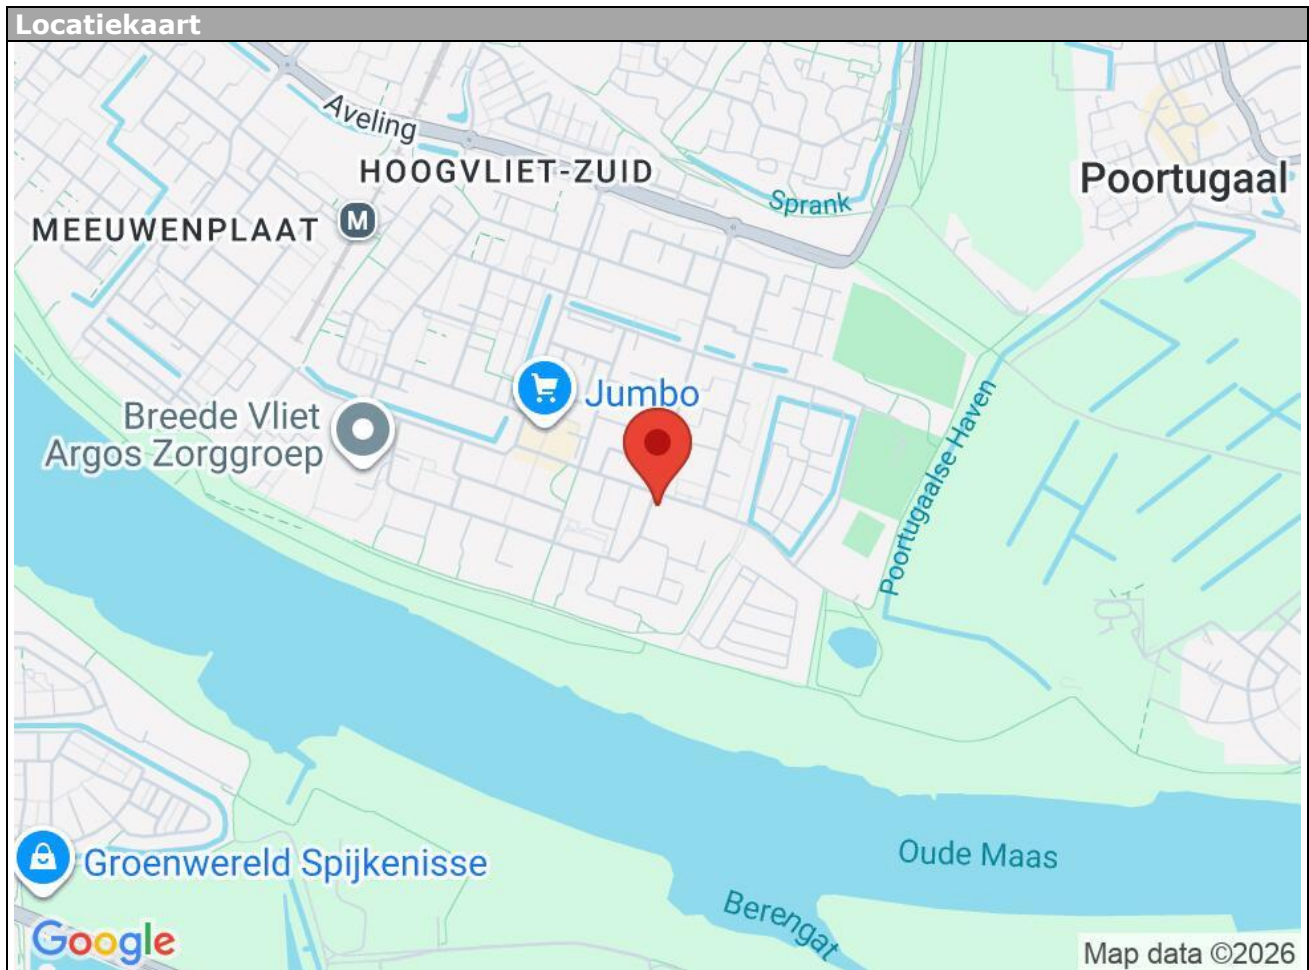 Locatiekaart
Aveling
HOOGVLIET-ZUID
Poortugaal
Sprank
MEEUWENPLAAT
M
Jumbo
Breede Vliet
Argos Zorggroep
Poortugaalse Haven
Oude Maas
Groenwereld Spijkenisse
Berengat
Google
Map data ©2026